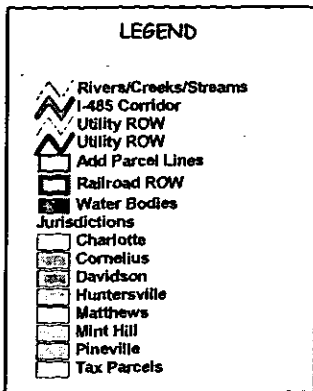 LEGEND
Rivers/Creeks/Streams
I-485 Corridor
Utility ROW
Utility ROW
Add Parcel Lines
Railroad ROW
Water Bodies
Jurisdictions
Charlotte
Cornelius
Davidson
Huntersville
Matthews
Mint Hill
Pineville
Tax Parcels